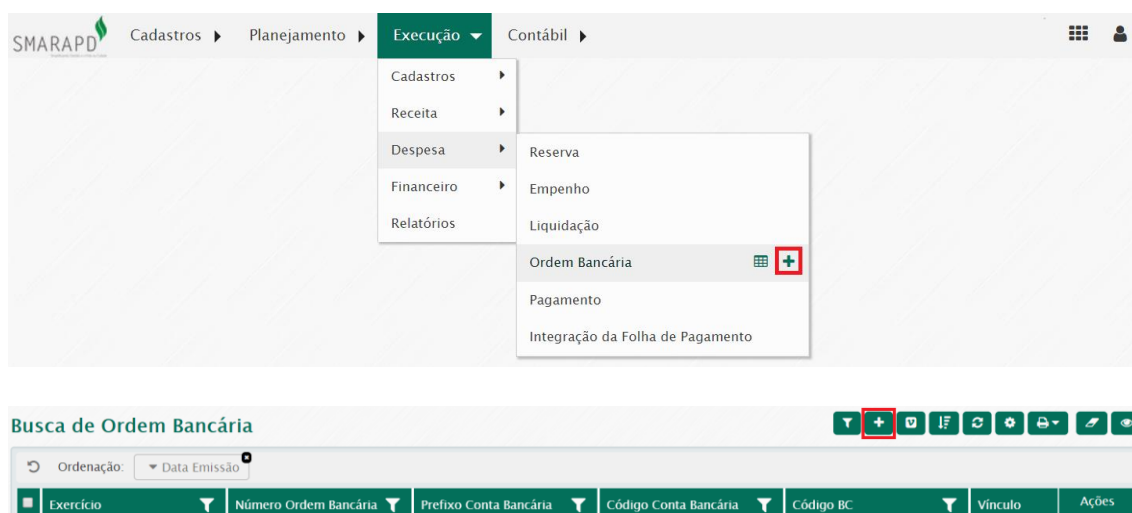 SMARAPD Cadastros Planejamento Execução Contábil
Cadastros
Receita
Despesa
Financeiro
Relatórios
Reserva
Empenho
Liquidação
Ordem Bancária
Pagamento
Integração da Folha de Pagamento
Busca de Ordem Bancária
Ordenação: Data Emissão
Exercício Número Ordem Bancária Prefixo Conta Bancária Código Conta Bancária Código BC Vínculo Ações